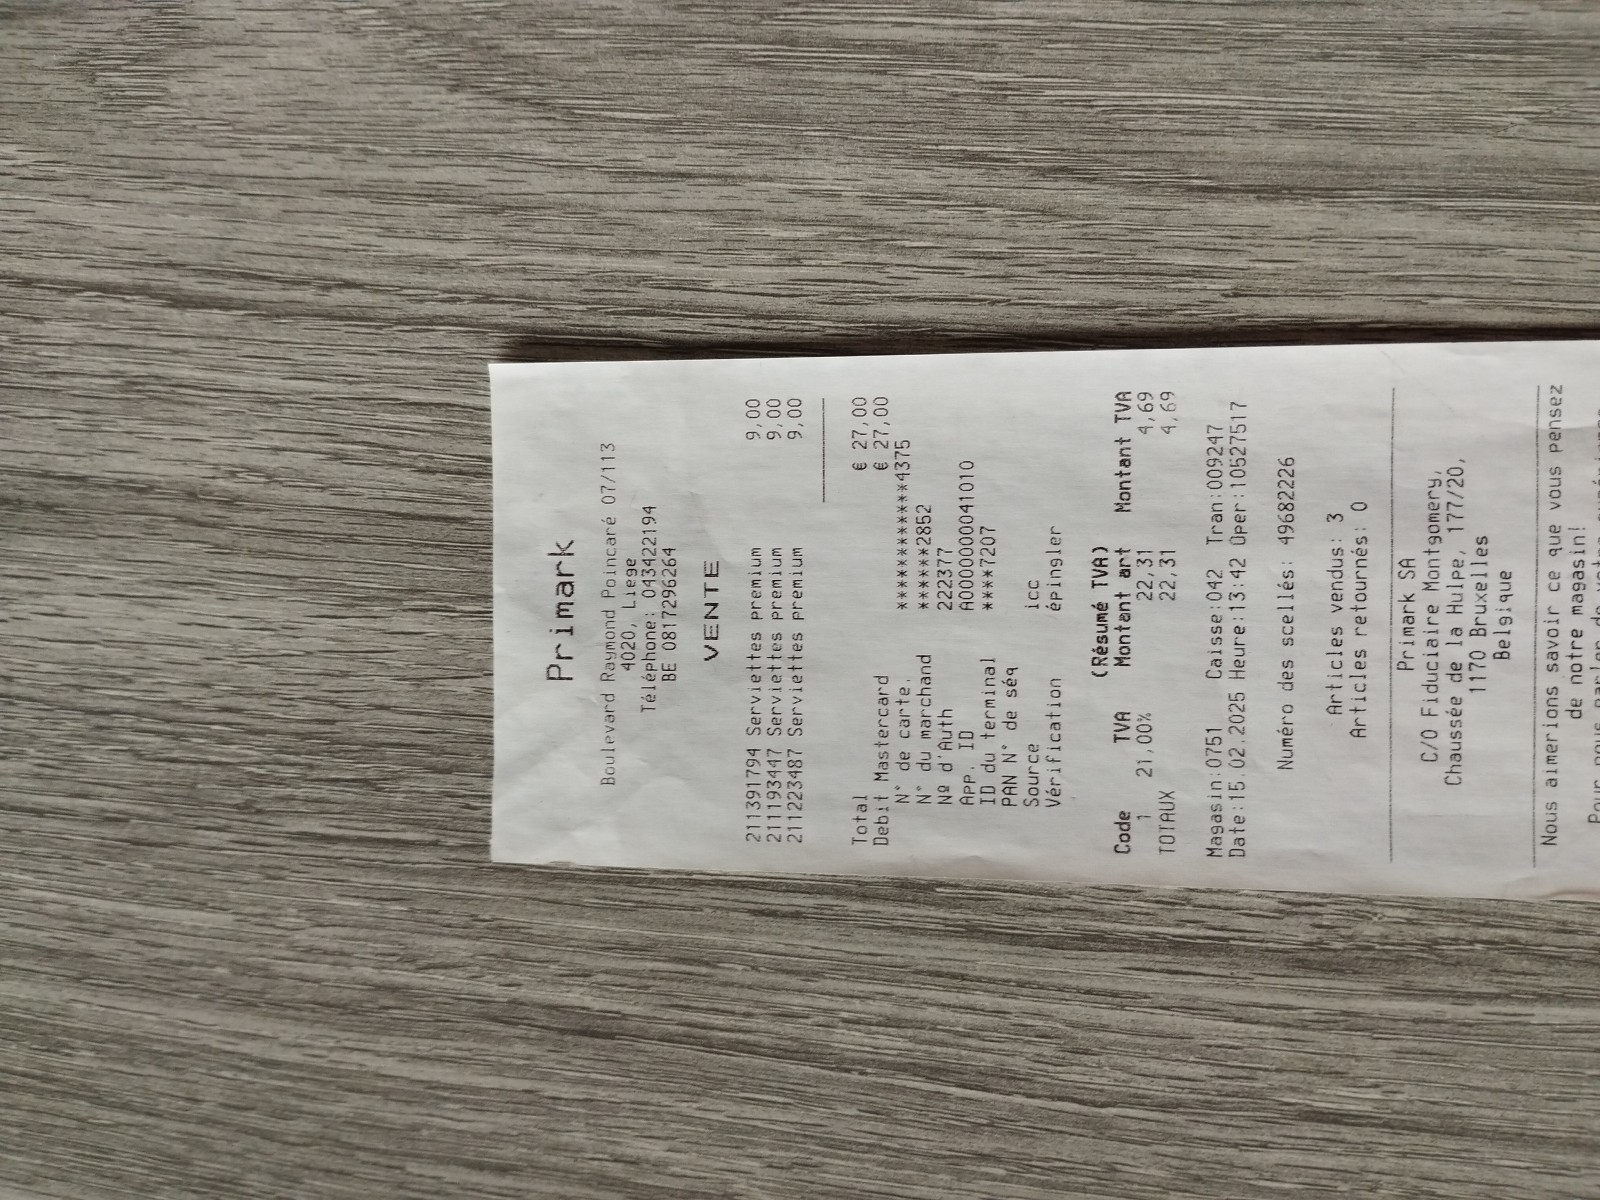 Primark
Boulevard Raymond Poincaré 07/113
4020, Liege
Téléphone: 043422194
BE 0817296264
VENTE
211391794 Serviettes premium 9,00
211193447 Serviettes premium 9,00
211223487 Serviettes premium 9,00
Total € 27,00
Debit Mastercard € 27,00
N° de carte. ************4375
N° du marchand ******2852
Nº d'Auth 222377
App. ID A0000000041010
ID du terminal ****7207
PAN N° de séq
Source icc
Vérification épingler
(Résumé TVA)
Code TVA Montant art Montant TVA
1 21,00% 22,31 4,69
TOTAUX 22,31 4,69
Magasin:0751 Caisse:042 Tran:009247
Date:15.02.2025 Heure:13:42 Oper:10527517
Numéro des scellés: 49682226
Articles vendus: 3
Articles retournés: 0
Primark SA
C/O Fiduciaire Montgomery,
Chaussée de la Hulpe, 177/20,
1170 Bruxelles
Belgique
Nous aimerions savoir ce que vous pensez
de notre magasin!
Pour nous parler de votre